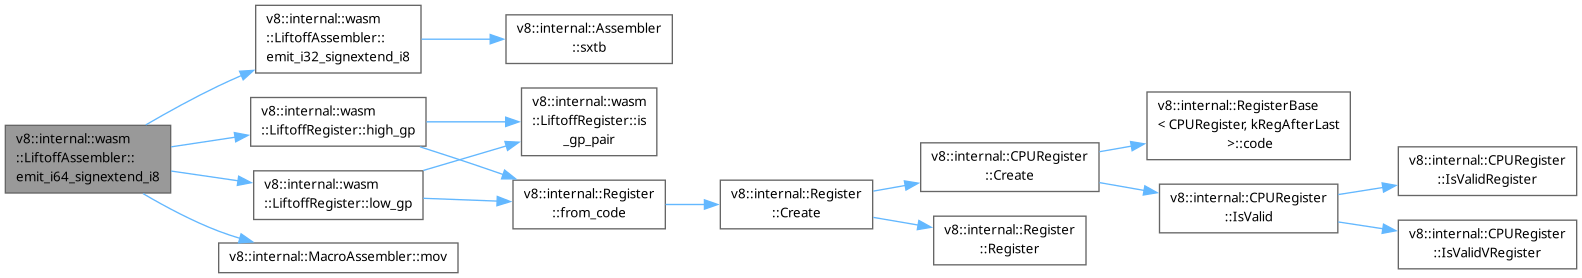 v8::internal::wasm
::LiftoffAssembler::
emit_i64_signextend_i8
v8::internal::wasm
::LiftoffAssembler::
emit_i32_signextend_i8
v8::internal::Assembler
::sxtb
v8::internal::wasm
::LiftoffRegister::high_gp
v8::internal::wasm
::LiftoffRegister::is
_gp_pair
v8::internal::wasm
::LiftoffRegister::low_gp
v8::internal::Register
::from_code
v8::internal::MacroAssembler::mov
v8::internal::Register
::Create
v8::internal::CPURegister
::Create
v8::internal::Register
::Register
v8::internal::RegisterBase
< CPURegister, kRegAfterLast
>::code
v8::internal::CPURegister
::IsValid
v8::internal::CPURegister
::IsValidRegister
v8::internal::CPURegister
::IsValidVRegister